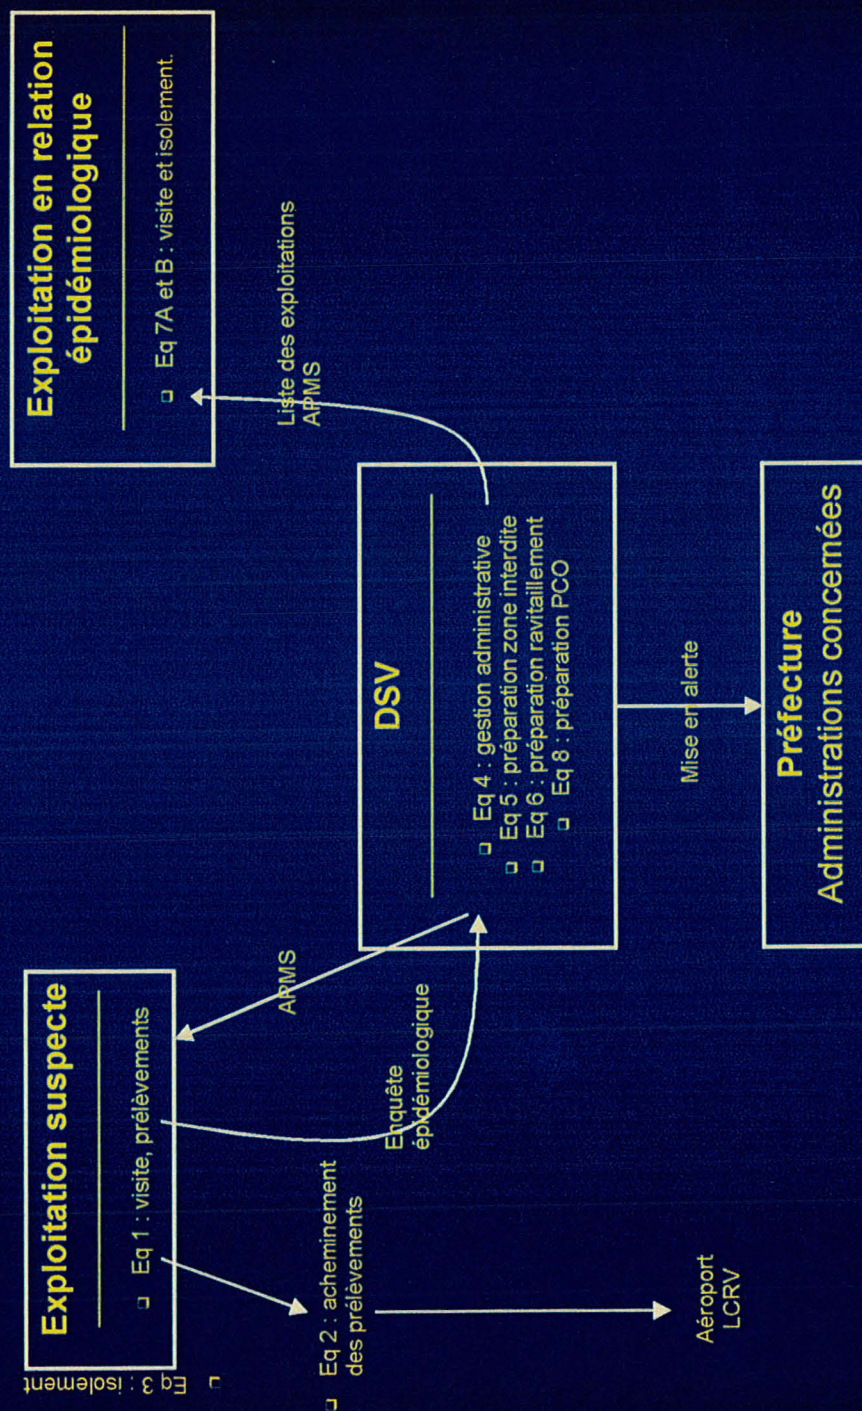 Eq 3 : isolement
Exploitation suspecte
Eq 1 : visite, prélèvements
Exploitation en relation
épidémiologique
Eq 7A et B : visite et isolement.
APMS
Enquête
épidémiologique
Liste des exploitations
APMS
Eq 2 : acheminement
des prélèvements
DSV
Eq 4 : gestion administrative
Eq 5 : préparation zone interdite
Eq 6 : préparation ravitaillement
Eq 8 : préparation PCO
Mise en alerte
Aéroport
LCRV
Préfecture
Administrations concernées